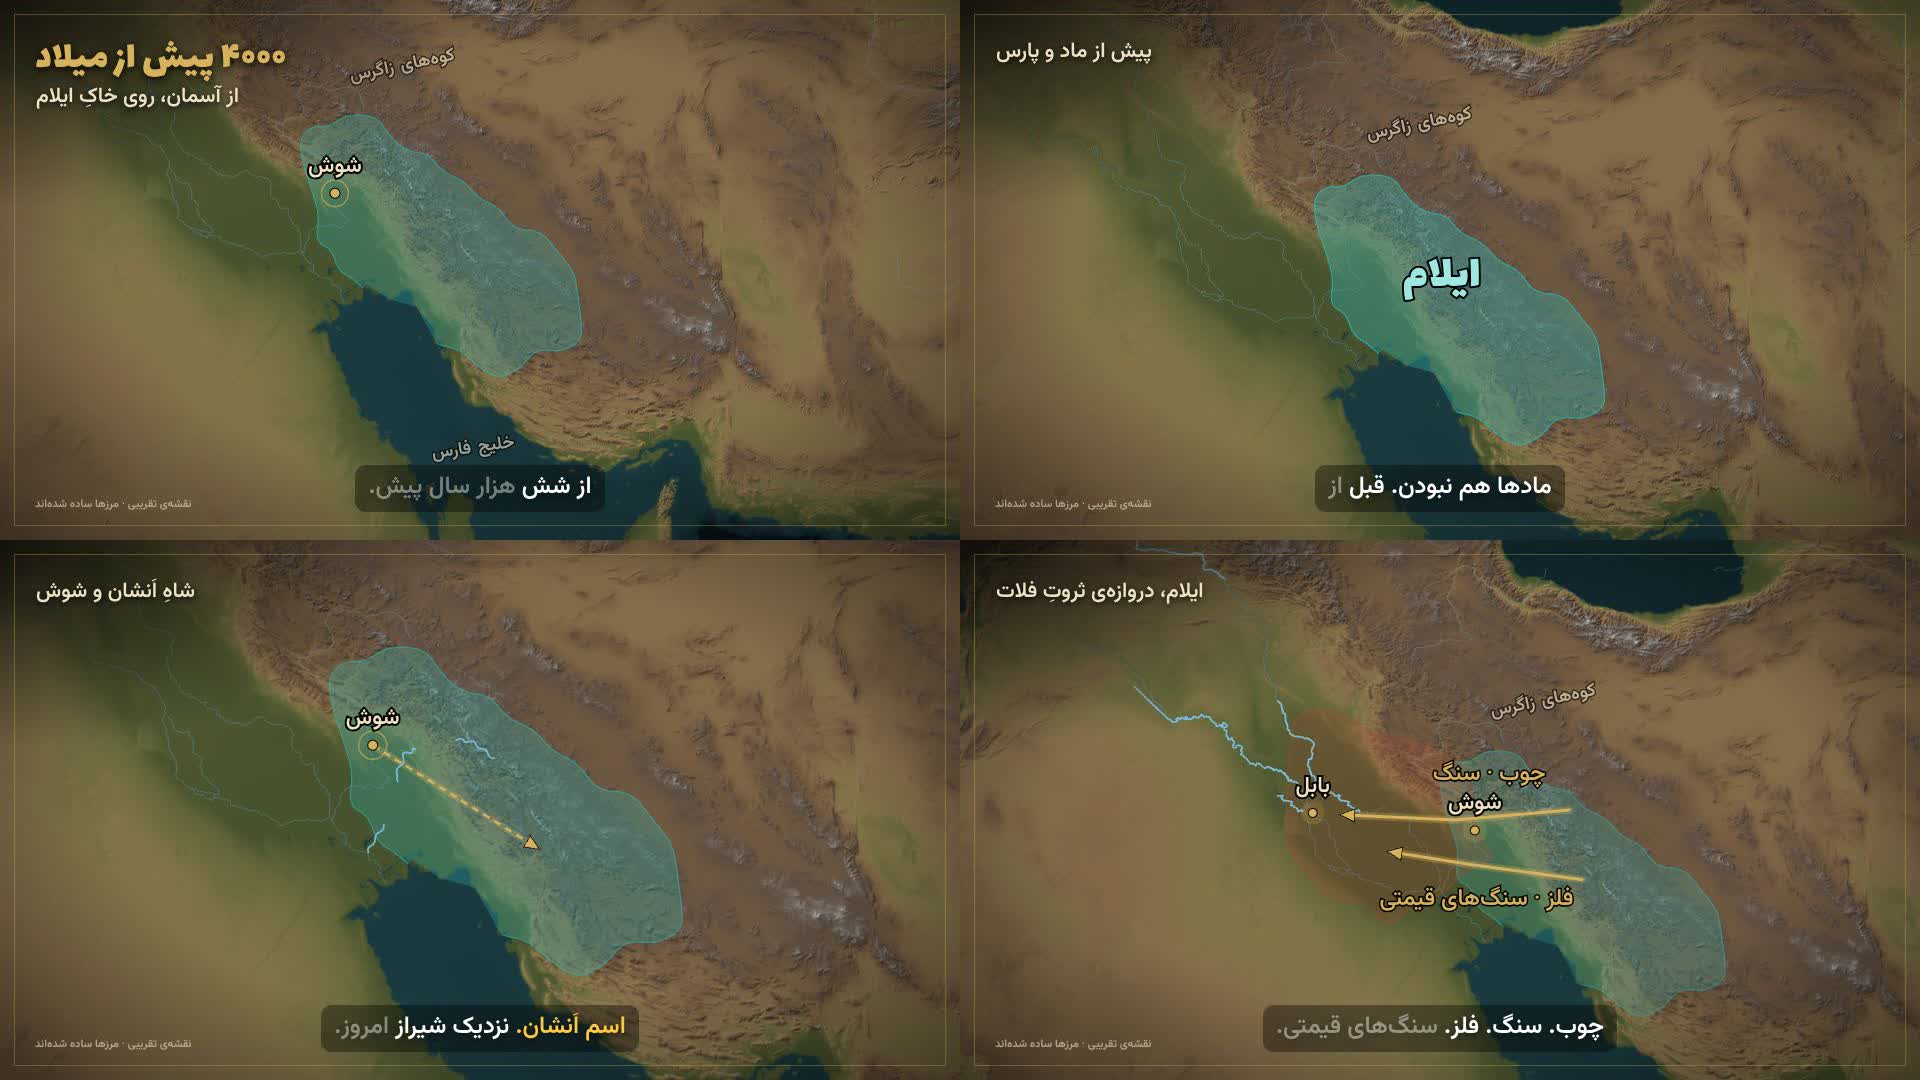 ۴۰۰۰ پیش از میلاد
از آسمان، روی خاکِ ایلام
کوه‌های زاگرس
شوش
خلیج فارس
از شش هزار سال پیش.
نقشه‌ی تقریبی · مرزها ساده شده‌اند
پیش از ماد و پارس
کوه‌های زاگرس
ایلام
مادها هم نبودن. قبل از
نقشه‌ی تقریبی · مرزها ساده شده‌اند
شاهِ اَنشان و شوش
شوش
اسم اَنشان. نزدیک شیراز امروز.
نقشه‌ی تقریبی · مرزها ساده شده‌اند
ایلام، دروازه‌ی ثروتِ فلات
کوه‌های زاگرس
چوب · سنگ
شوش
بابل
فلز · سنگ‌های قیمتی
چوب. سنگ. فلز. سنگ‌های قیمتی.
نقشه‌ی تقریبی · مرزها ساده شده‌اند